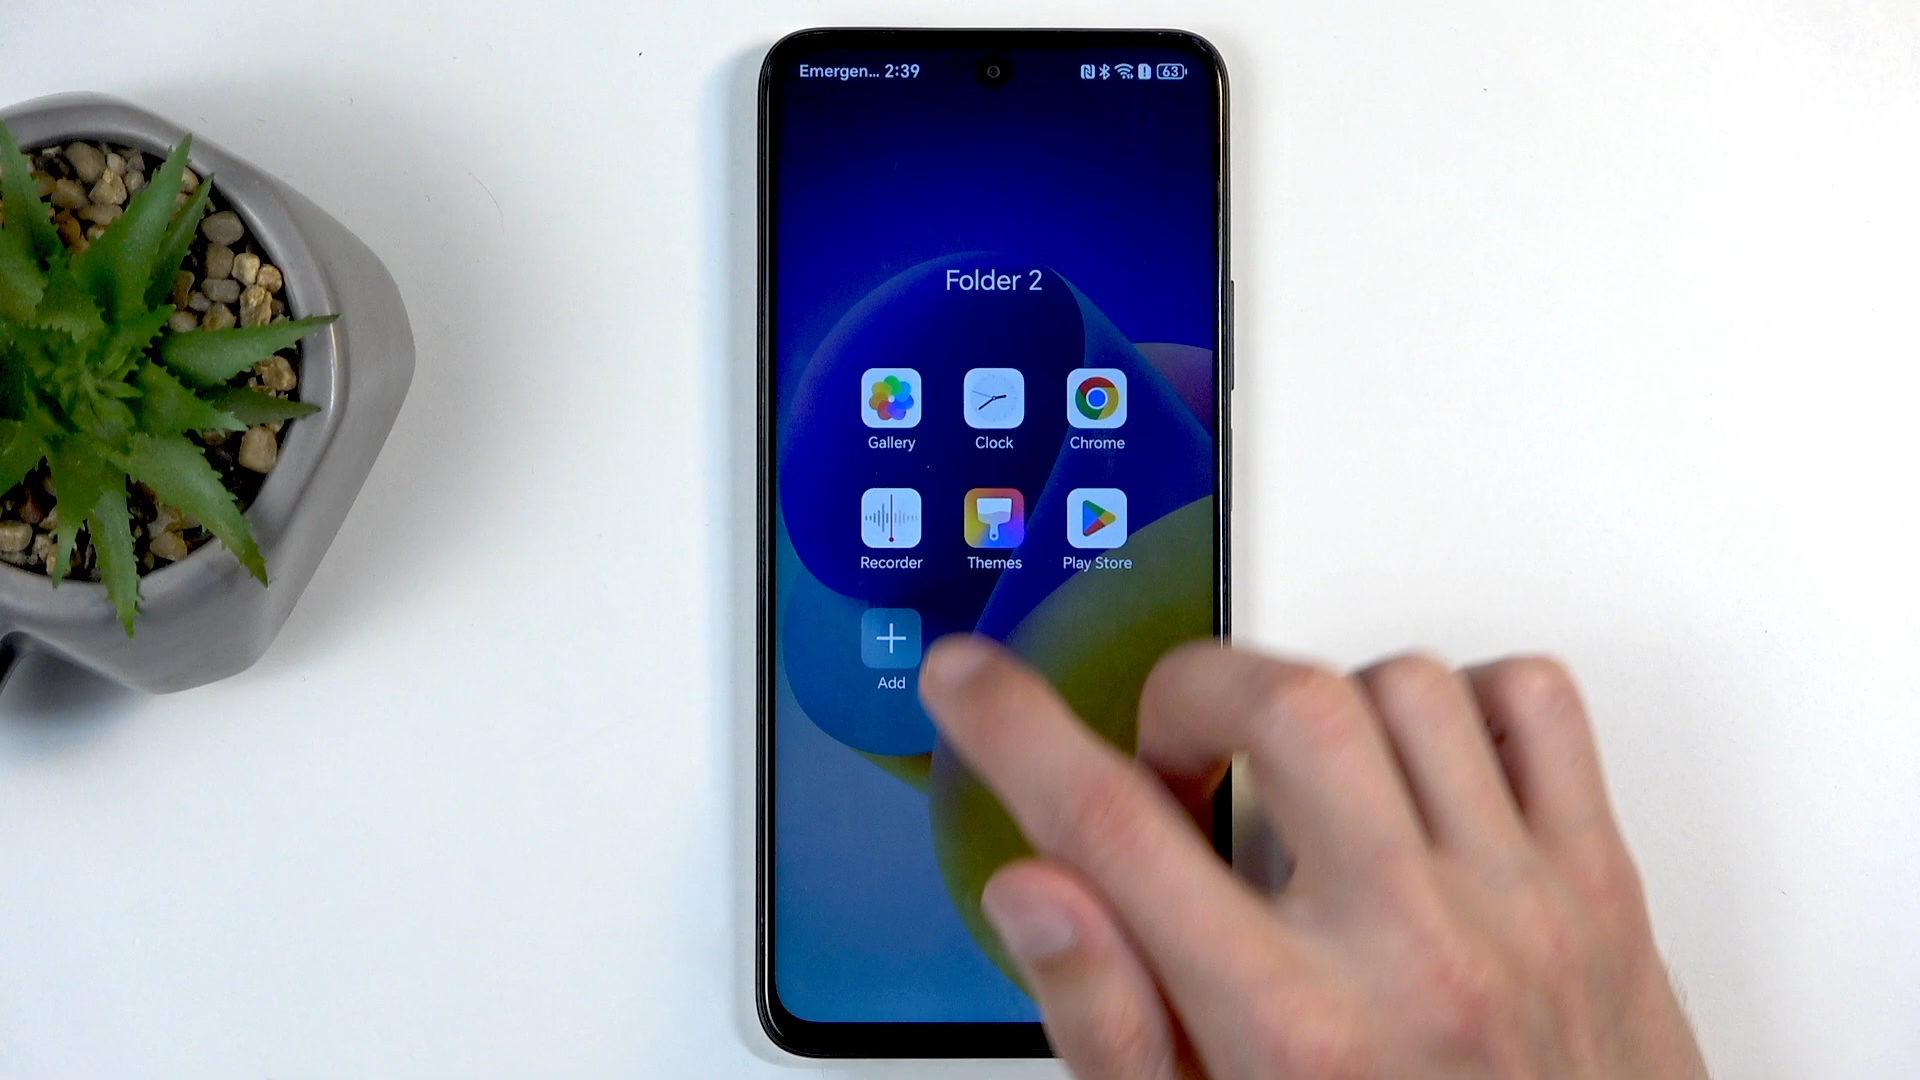 Emergen... 2:39
63
Folder 2
Gallery Clock Chrome
Recorder Themes Play Store
Add